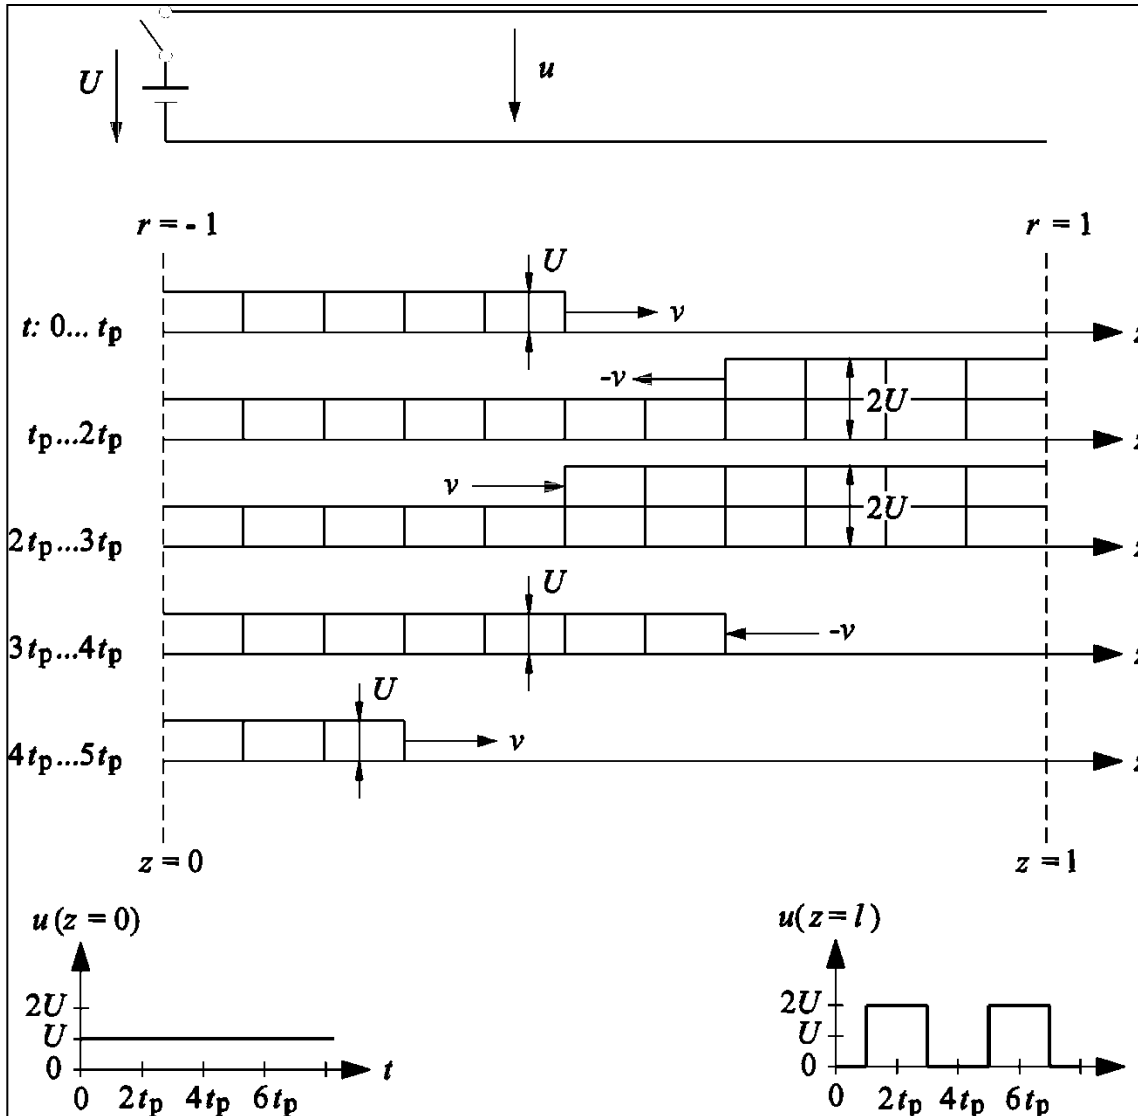 U
u
r = - 1
r = 1
U
t: 0... tp
v
z
-v
2U
tp...2tp
z
v
2U
2tp...3tp
z
U
3tp...4tp
-v
z
U
4tp...5tp
v
z
z = 0
z = l
u (z = 0)
2U
U
0
t
0 2tp 4tp 6tp
u( z = l )
2U
U
0
0 2tp 4tp 6tp